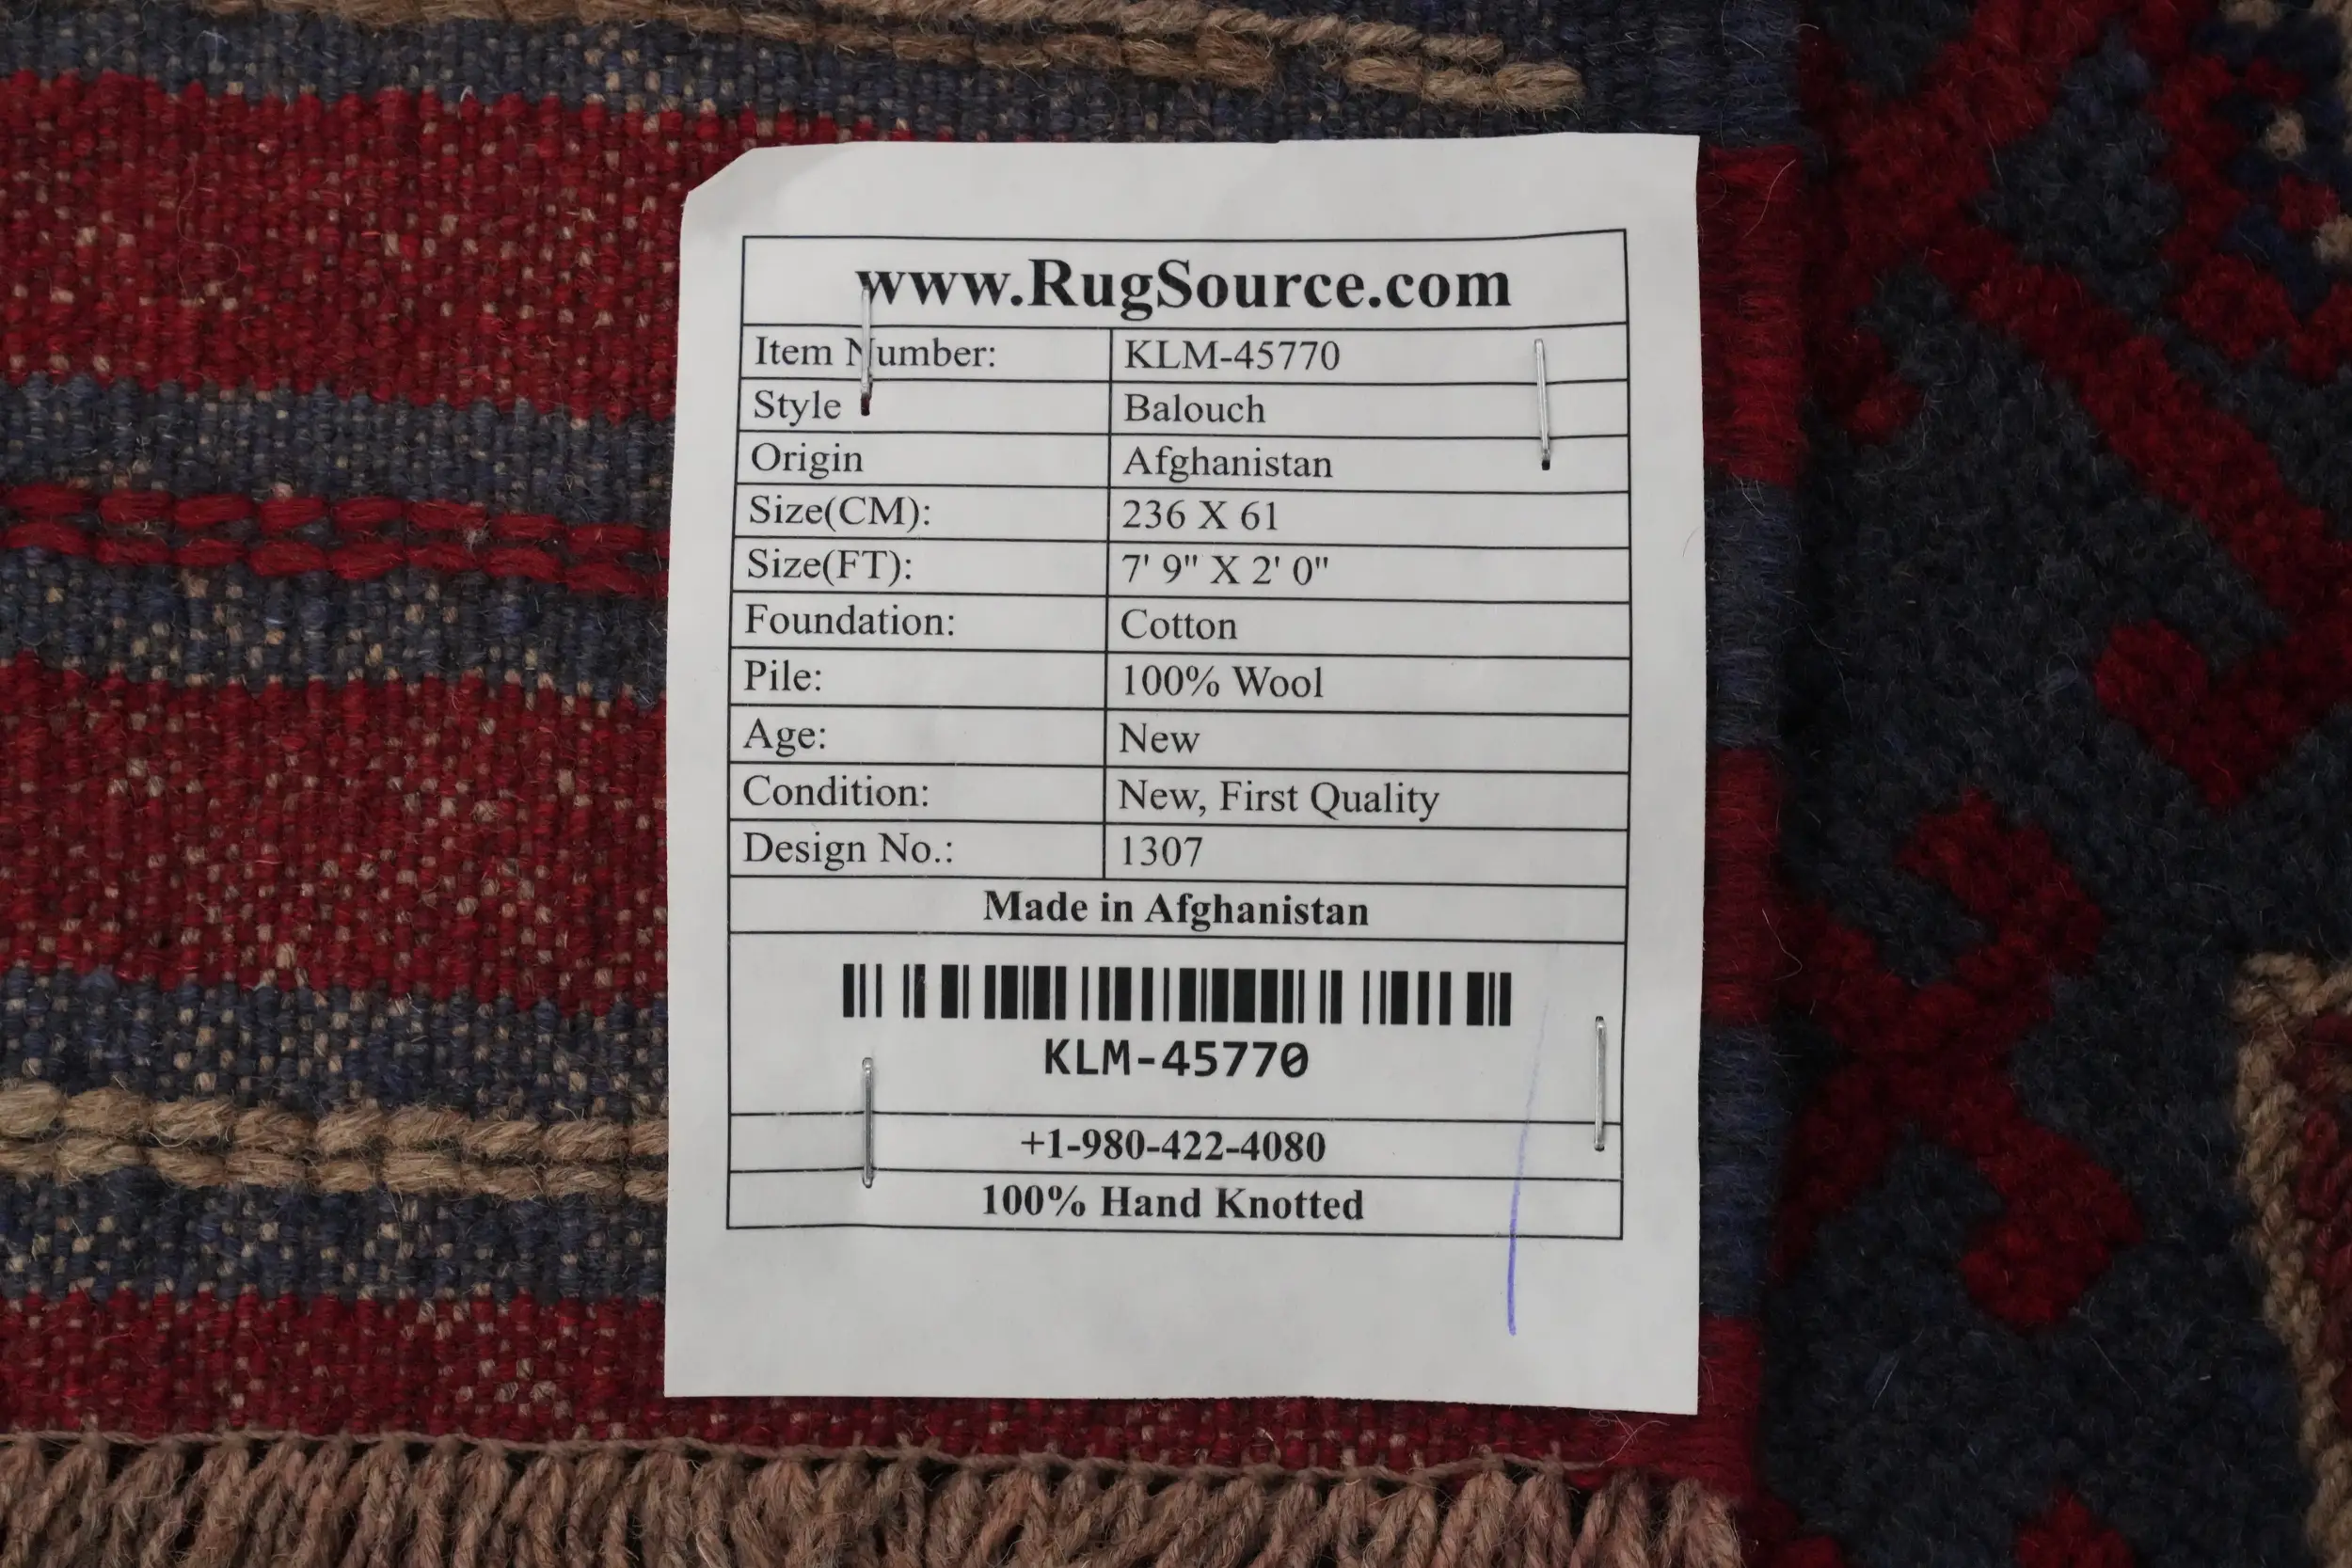 www.RugSource.com
Item Number: KLM-45770
Style Balouch
Origin Afghanistan
Size(CM): 236 X 61
Size(FT): 7' 9" X 2' 0"
Foundation: Cotton
Pile: 100% Wool
Age: New
Condition: New, First Quality
Design No.: 1307
Made in Afghanistan
KLM-45770
+1-980-422-4080
100% Hand Knotted